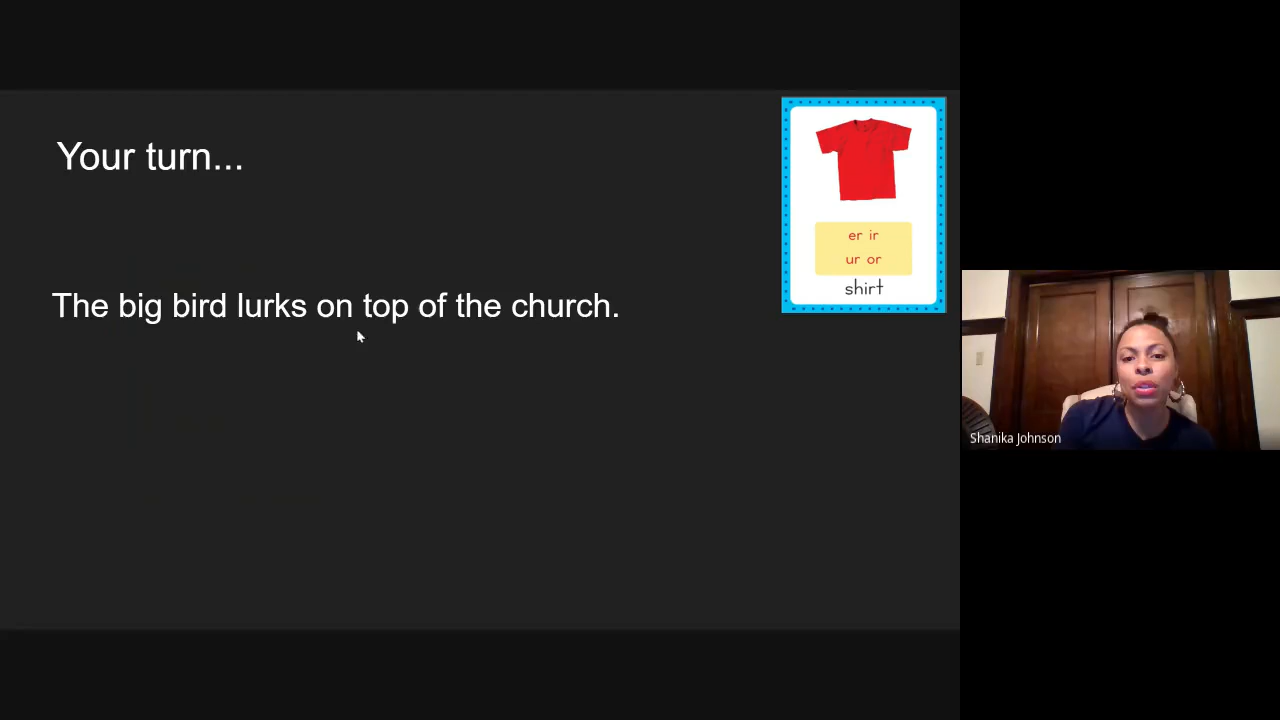 Your turn...
er ir
ur or
shirt
The big bird lurks on top of the church.
Shanika Johnson